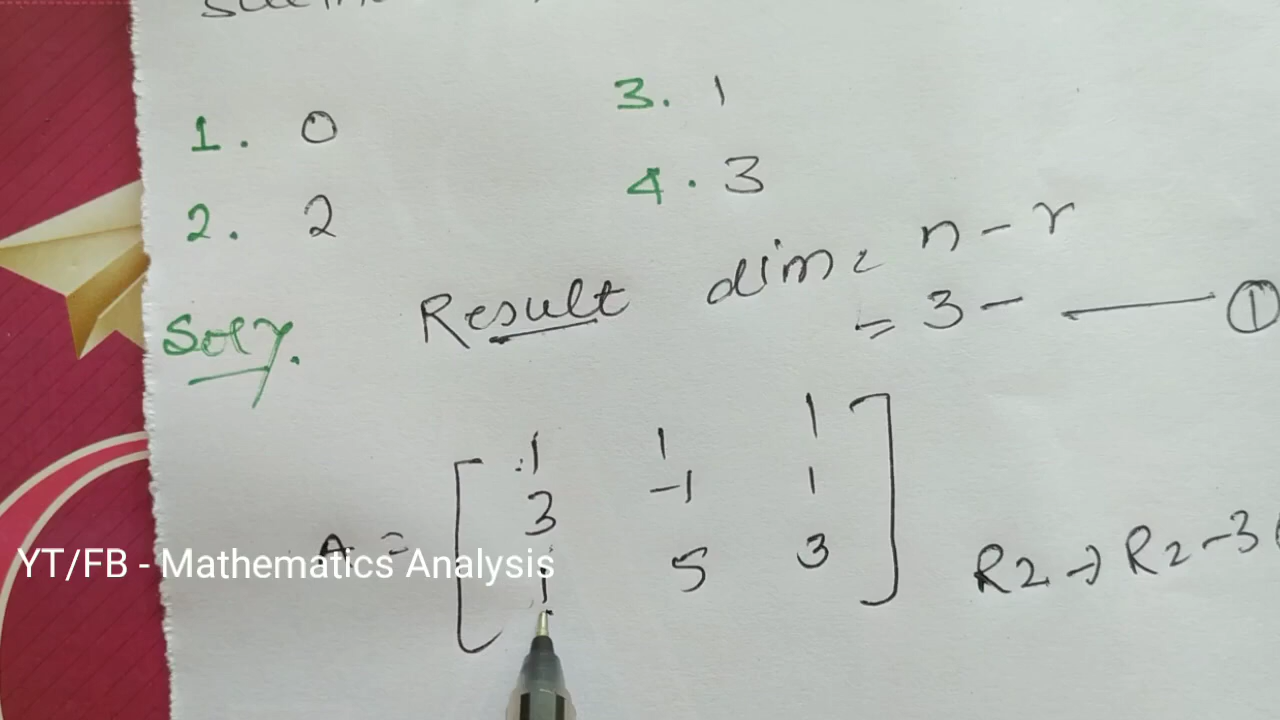 1. 0
3. 1
2. 2
4. 3
Soln.
Result dim = n - r
= 3 - ——— ①
A = [ 1 1 1
3 -1 1
1 5 3 ] R2 → R2 - 3
YT/FB - Mathematics Analysis